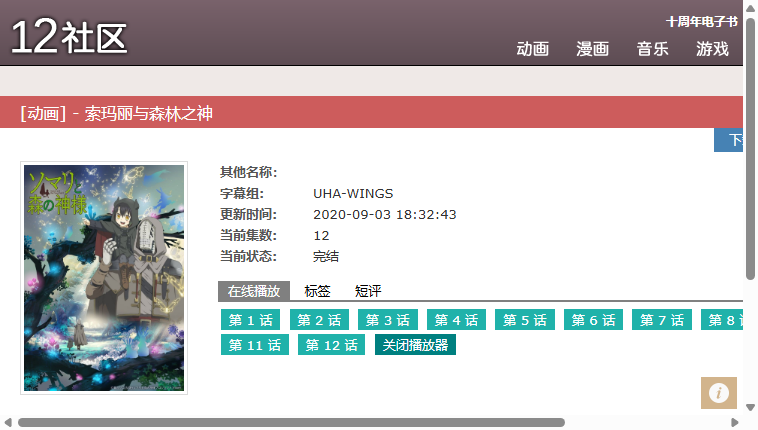 12社区
十周年电子书
动画 漫画 音乐 游戏
[动画] - 索玛丽与森林之神
ソマリと
森の神様
其他名称:
字幕组: UHA-WINGS
更新时间: 2020-09-03 18:32:43
当前集数: 12
当前状态: 完结
在线播放 标签 短评
第 1 话 第 2 话 第 3 话 第 4 话 第 5 话 第 6 话 第 7 话 第 8
第 11 话 第 12 话 关闭播放器